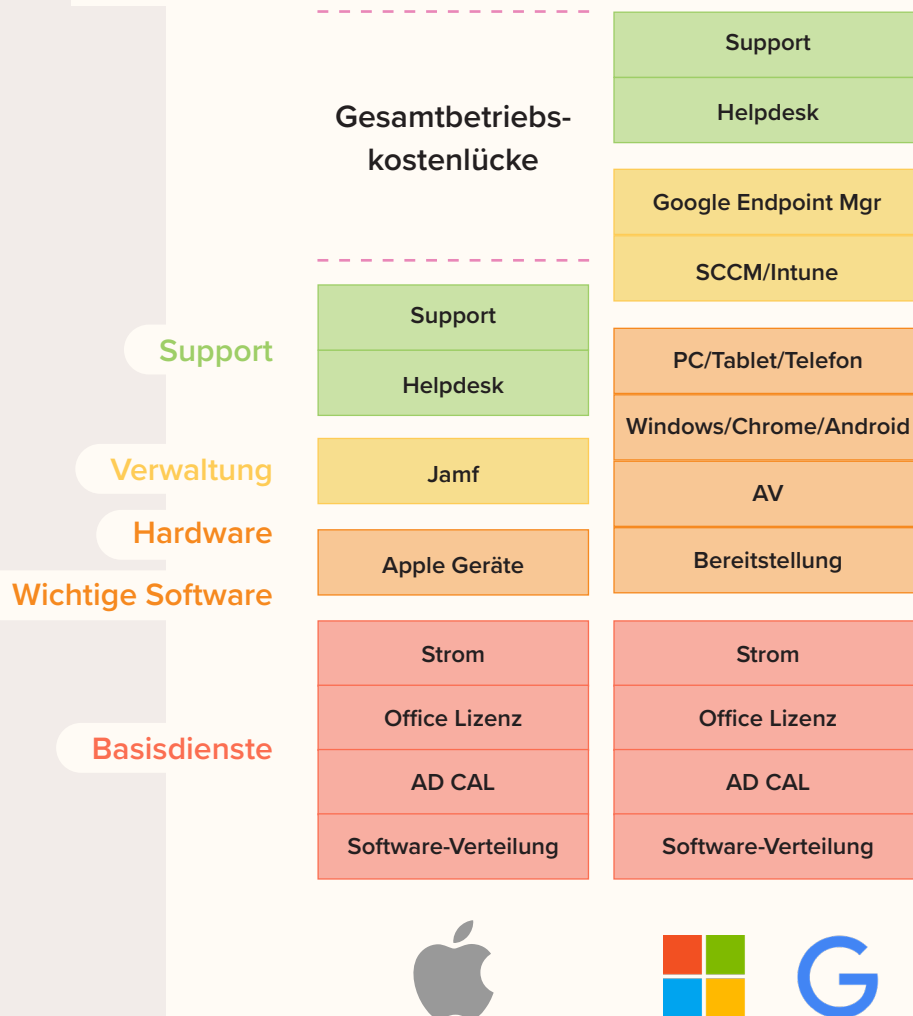 Gesamtbetriebs-
kostenlücke
Support
Verwaltung
Hardware
Wichtige Software
Basisdienste
Support
Helpdesk
Jamf
Apple Geräte
Strom
Office Lizenz
AD CAL
Software-Verteilung
Support
Helpdesk
Google Endpoint Mgr
SCCM/Intune
PC/Tablet/Telefon
Windows/Chrome/Android
AV
Bereitstellung
Strom
Office Lizenz
AD CAL
Software-Verteilung